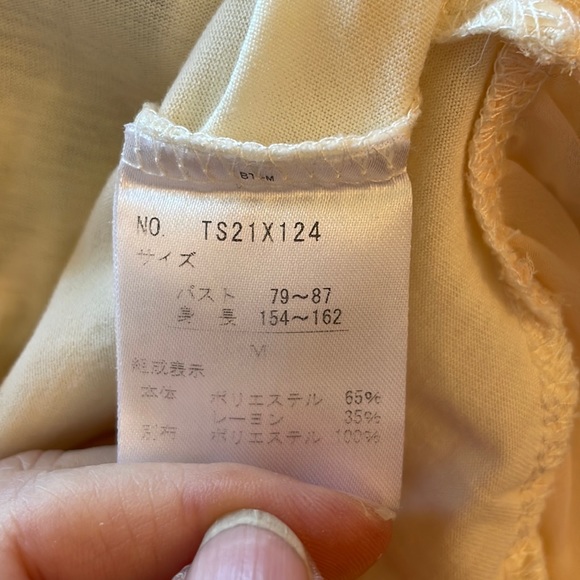 NO. TS21X124
サイズ
バスト 79〜87
身長 154〜162
M
組成表示
本体 ポリエステル 65%
レーヨン 35%
別布 ポリエステル 100%